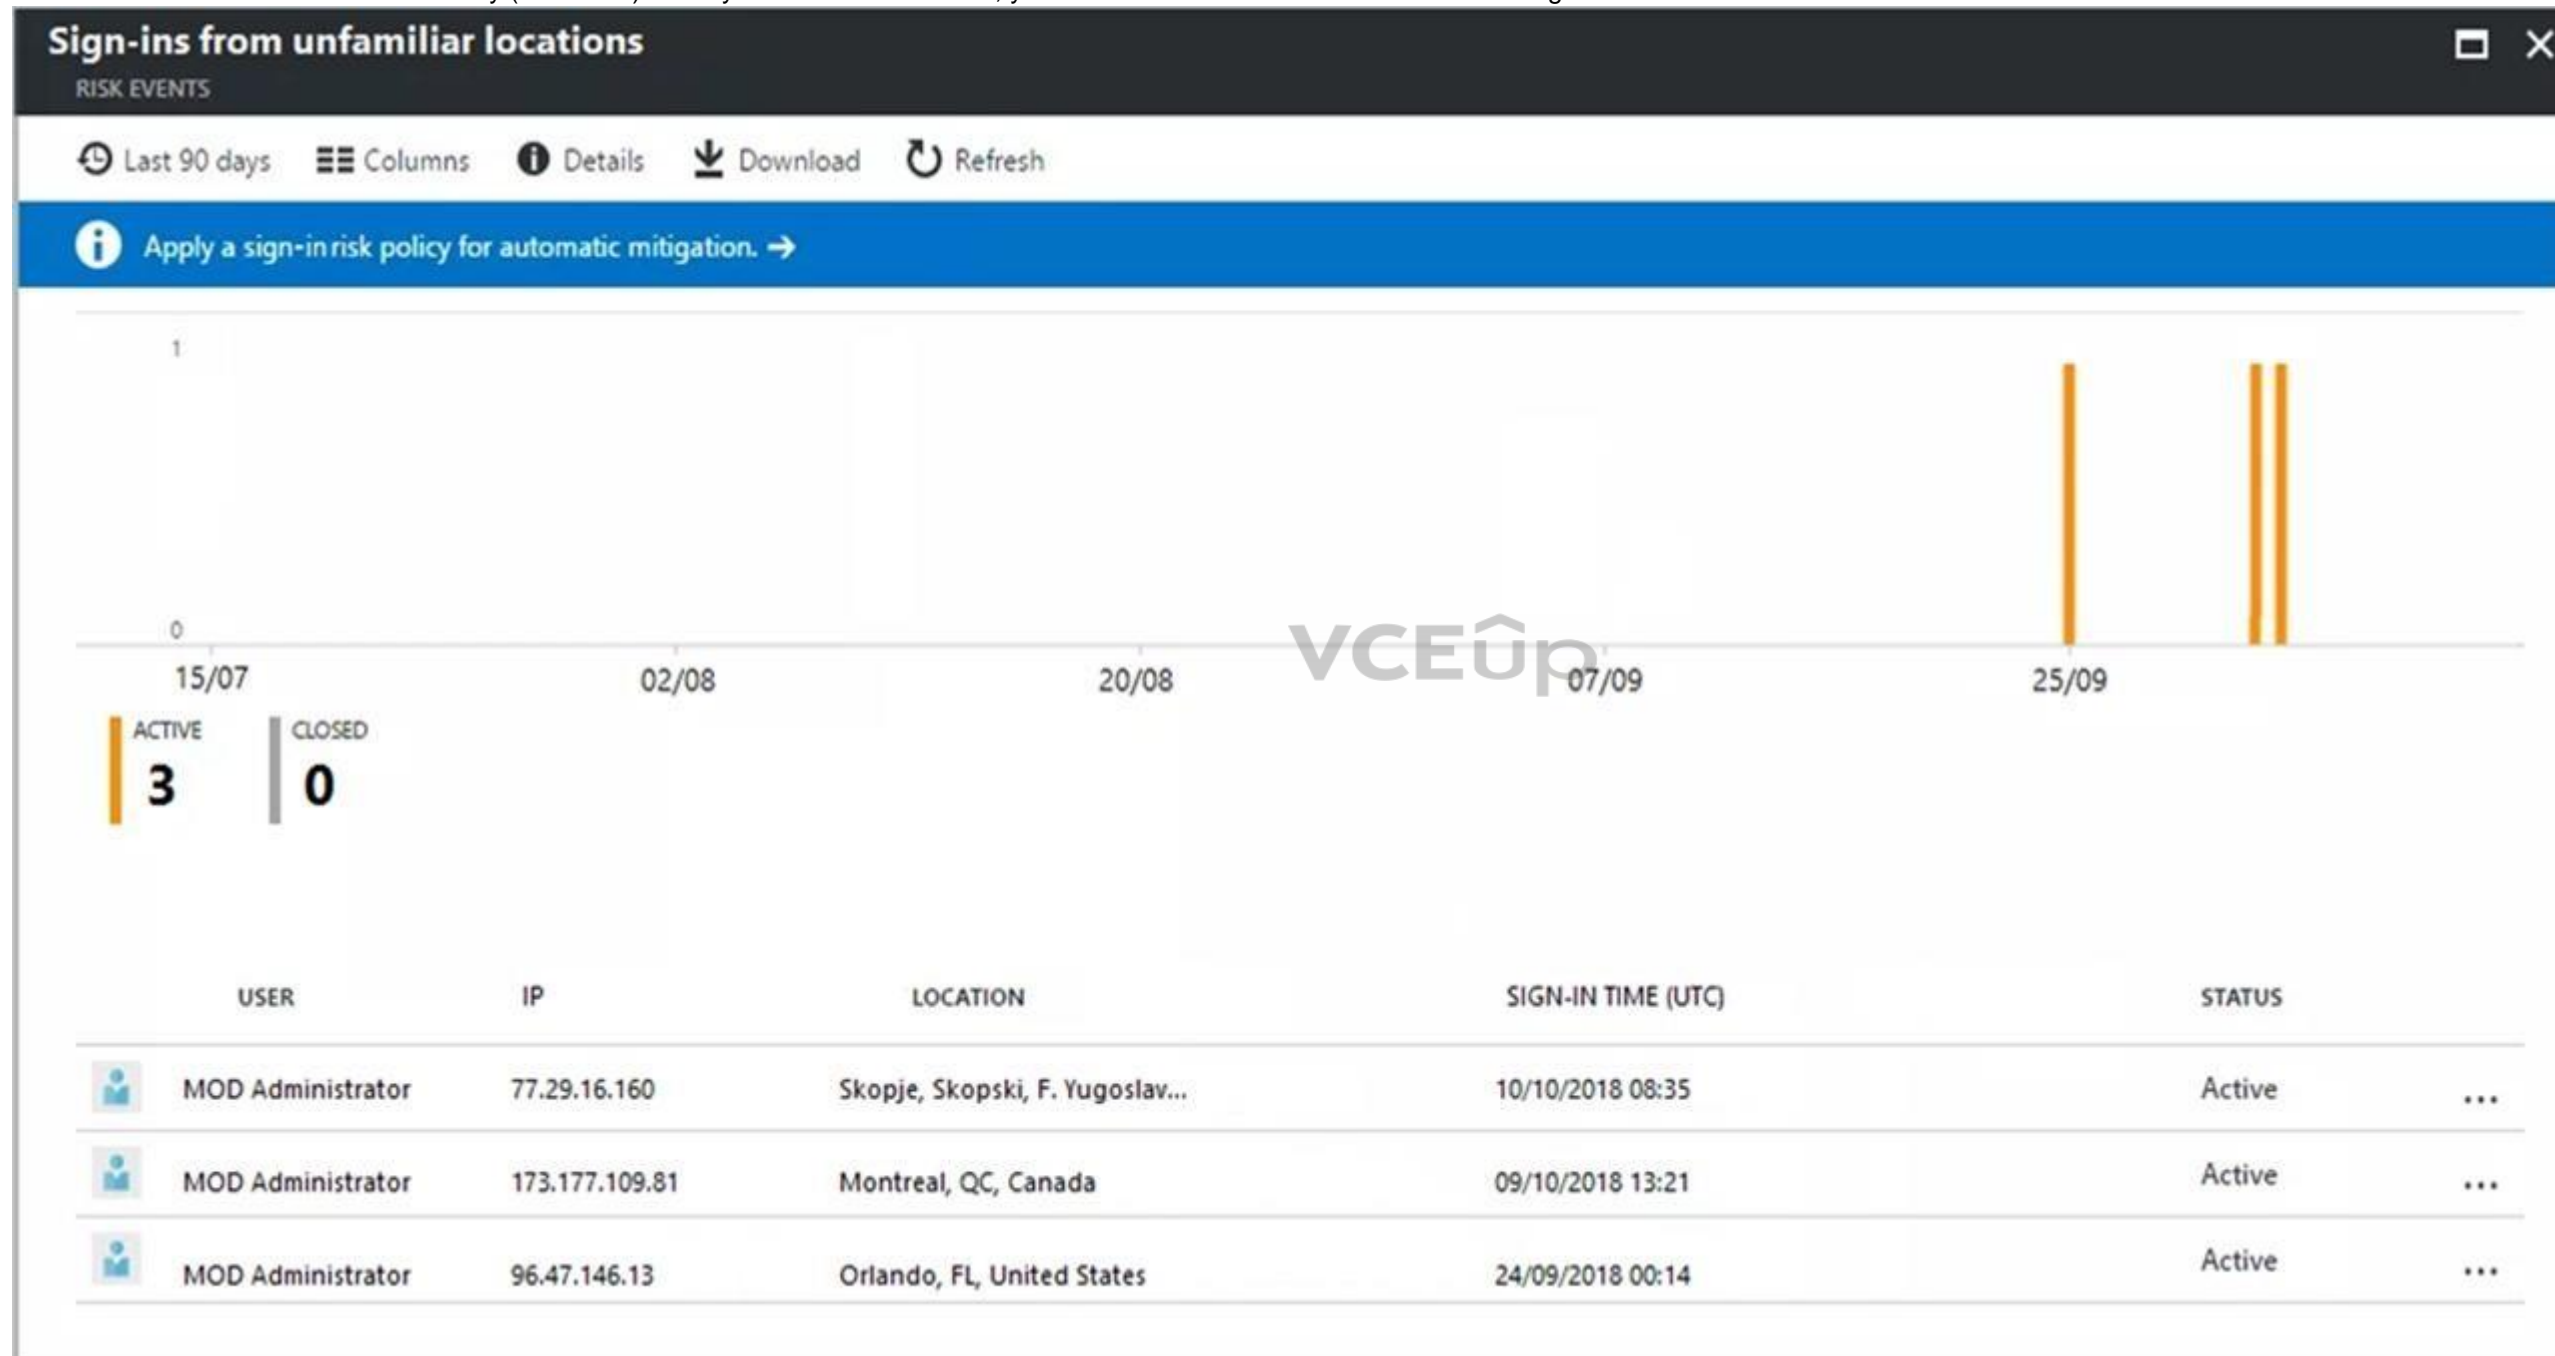 Sign-ins from unfamiliar locations
RISK EVENTS
Last 90 days Columns Details Download Refresh
Apply a sign-in risk policy for automatic mitigation. →
1
0
VCEûp
15/07 02/08 20/08 07/09 25/09
ACTIVE CLOSED
3 0
USER IP LOCATION SIGN-IN TIME (UTC) STATUS
MOD Administrator 77.29.16.160 Skopje, Skopski, F. Yugoslav... 10/10/2018 08:35 Active ...
MOD Administrator 173.177.109.81 Montreal, QC, Canada 09/10/2018 13:21 Active ...
MOD Administrator 96.47.146.13 Orlando, FL, United States 24/09/2018 00:14 Active ...